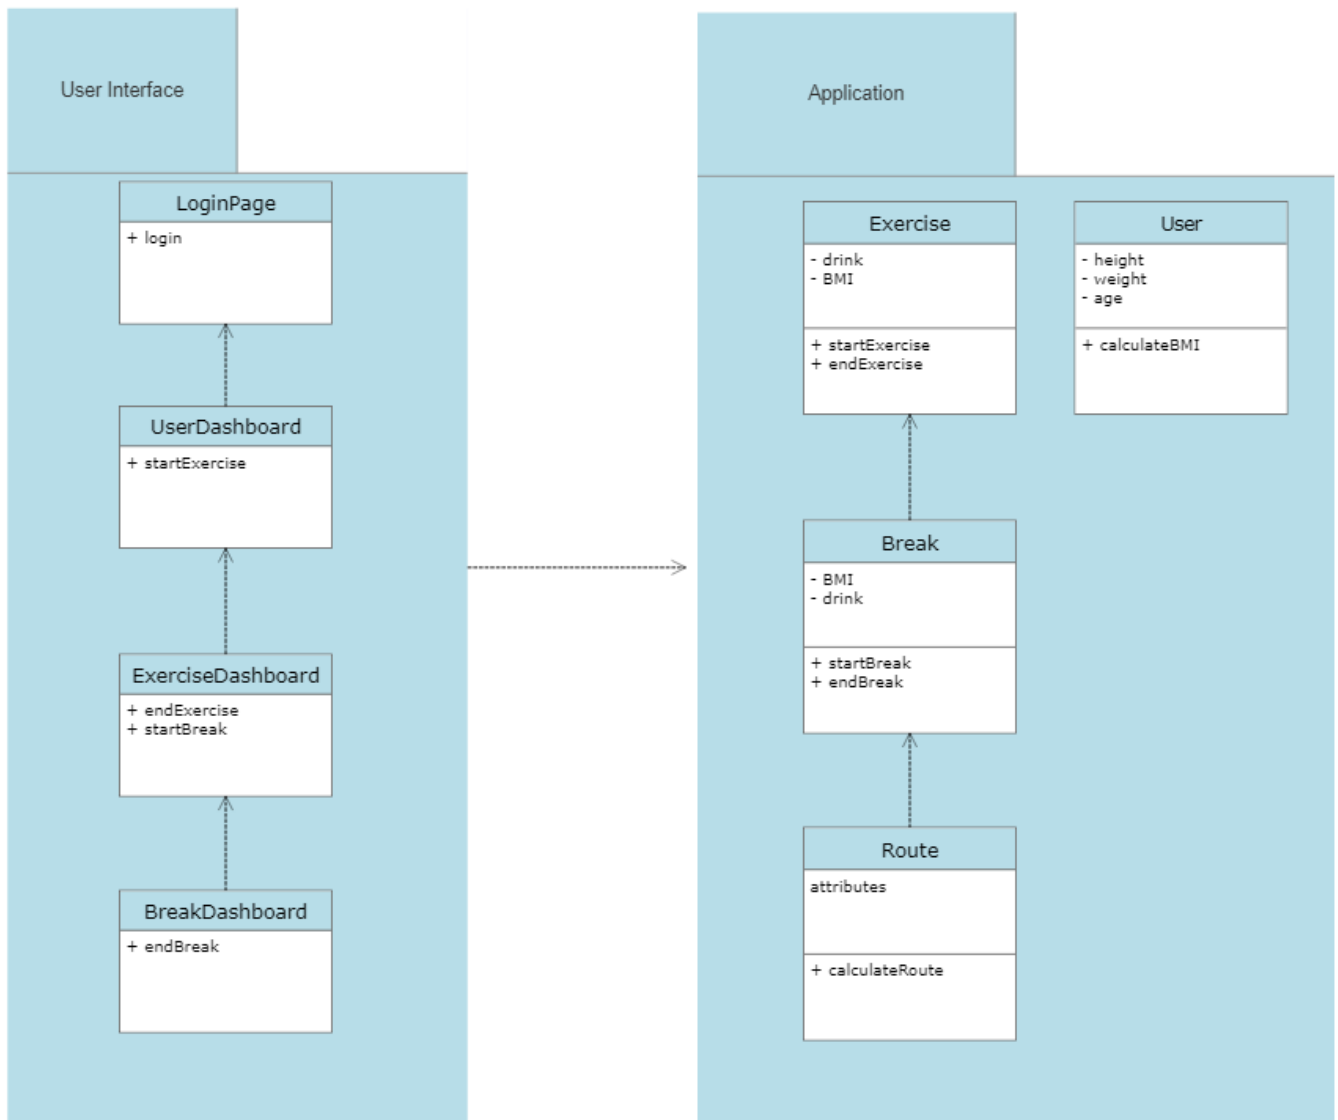 User Interface
LoginPage
+ login
UserDashboard
+ startExercise
ExerciseDashboard
+ endExercise
+ startBreak
BreakDashboard
+ endBreak
Application
Exercise
- drink
- BMI
+ startExercise
+ endExercise
User
- height
- weight
- age
+ calculateBMI
Break
- BMI
- drink
+ startBreak
+ endBreak
Route
attributes
+ calculateRoute